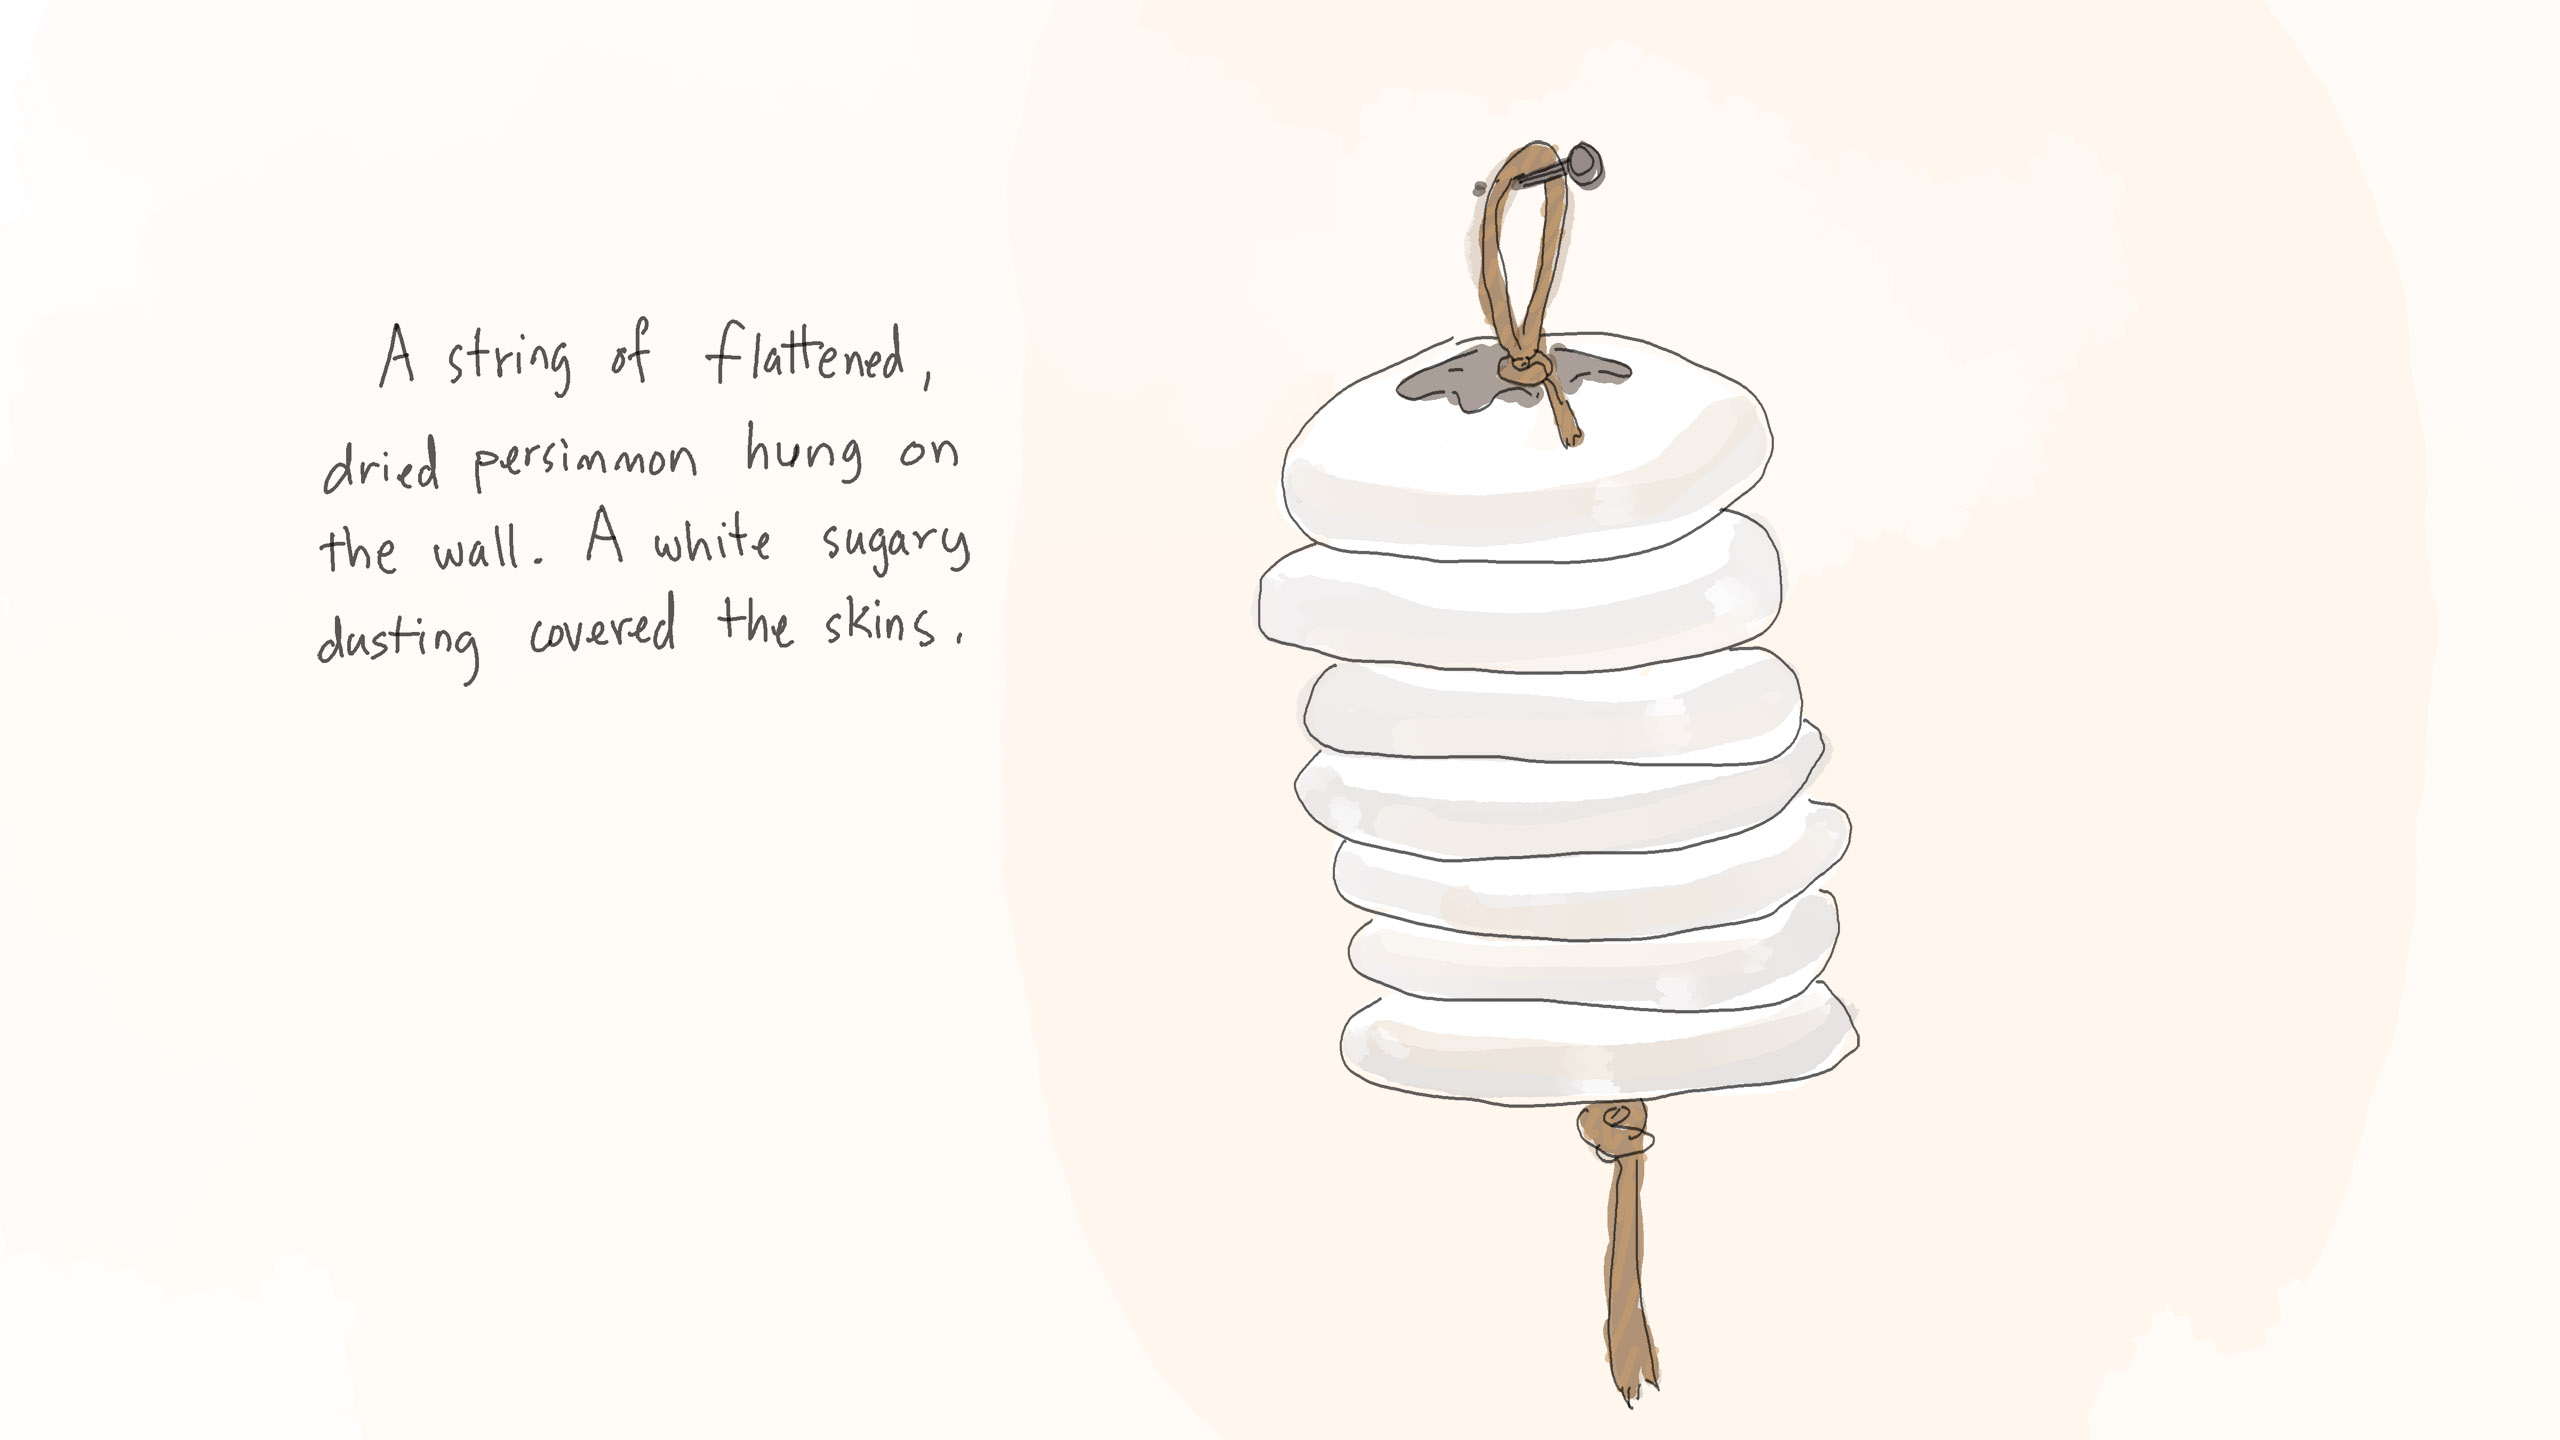 A string of flattened,
dried persimmon hung on
the wall. A white sugary
dusting covered the skins.